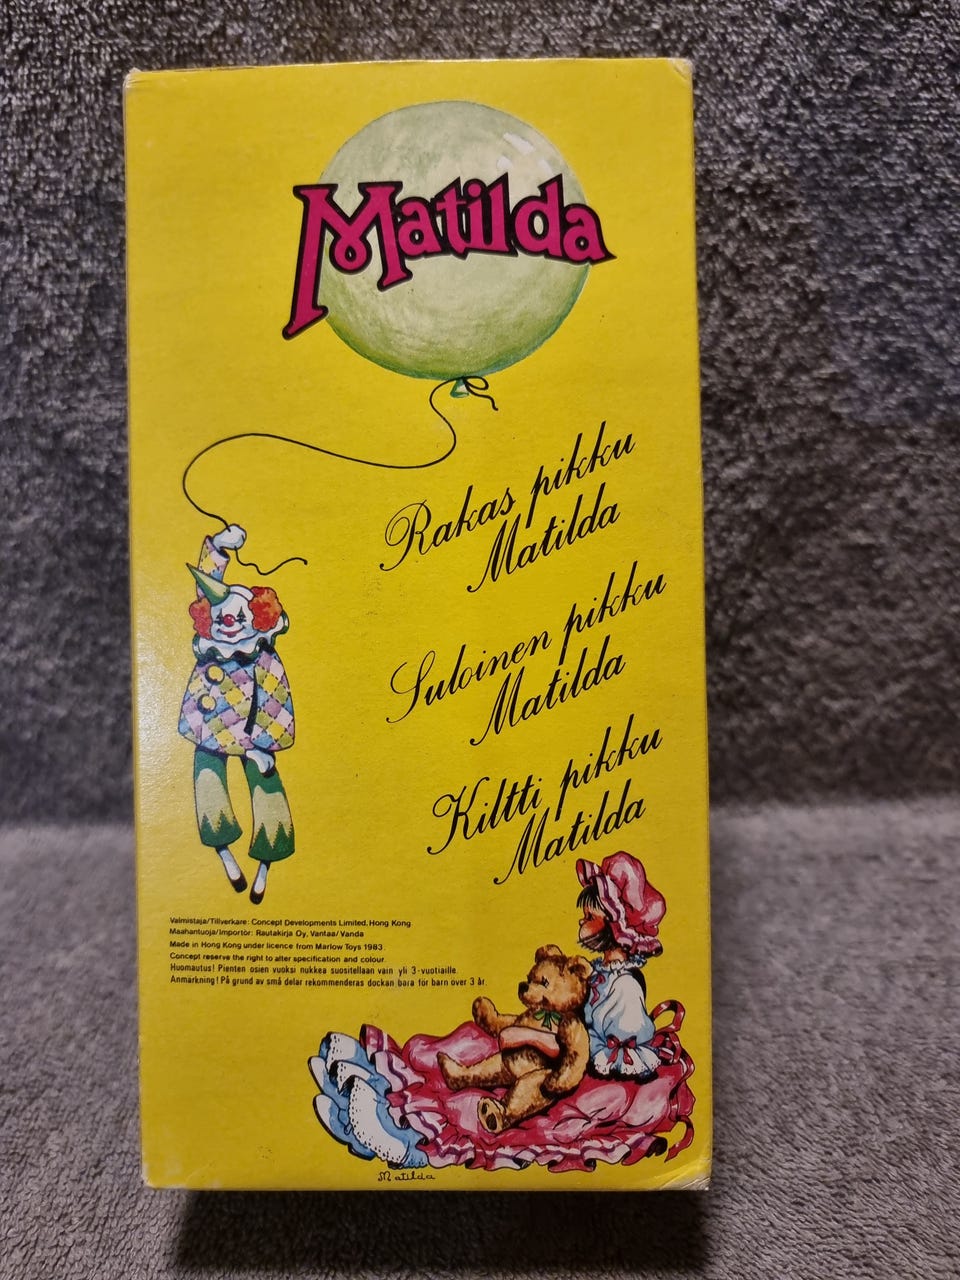 Matilda
Rakas pikku
Matilda
Suloinen pikku
Matilda
Kiltti pikku
Matilda
Valmistaja/Tillverkare: Concept Developments Limited, Hong Kong
Maahantuoja/Importör: Rautakirja Oy, Vantaa/Vanda
Made in Hong Kong under licence from Marlow Toys 1983.
Concept reserve the right to alter specification and colour.
Huomautus! Pienten osien vuoksi nukkea suositellaan vain yli 3-vuotiaille.
Anmärkning! På grund av små delar rekommenderas dockan bara för barn över 3 år.
Matilda